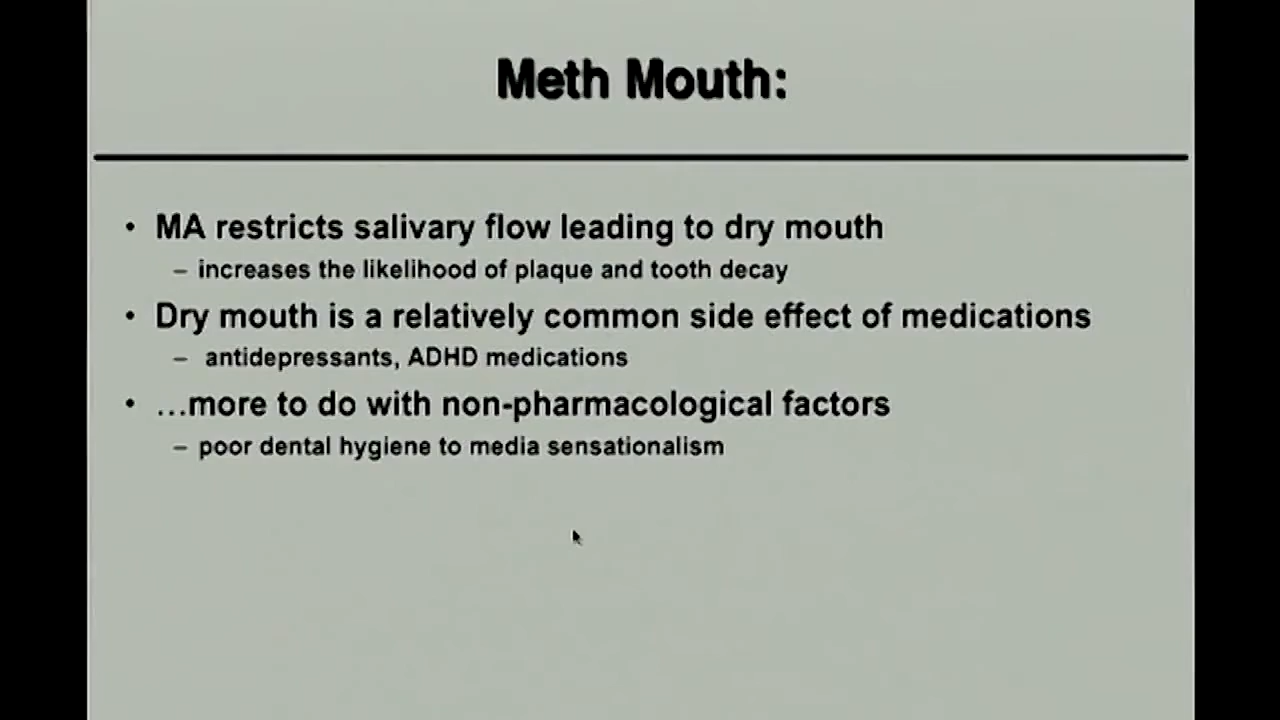 Meth Mouth:
• MA restricts salivary flow leading to dry mouth
– increases the likelihood of plaque and tooth decay
• Dry mouth is a relatively common side effect of medications
– antidepressants, ADHD medications
• …more to do with non-pharmacological factors
– poor dental hygiene to media sensationalism